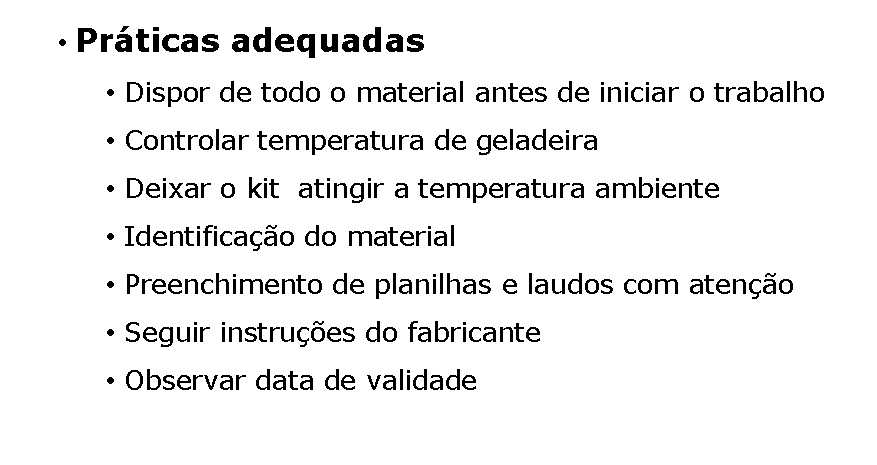 • Práticas adequadas
• Dispor de todo o material antes de iniciar o trabalho
• Controlar temperatura de geladeira
• Deixar o kit  atingir a temperatura ambiente
• Identificação do material
• Preenchimento de planilhas e laudos com atenção
• Seguir instruções do fabricante
• Observar data de validade